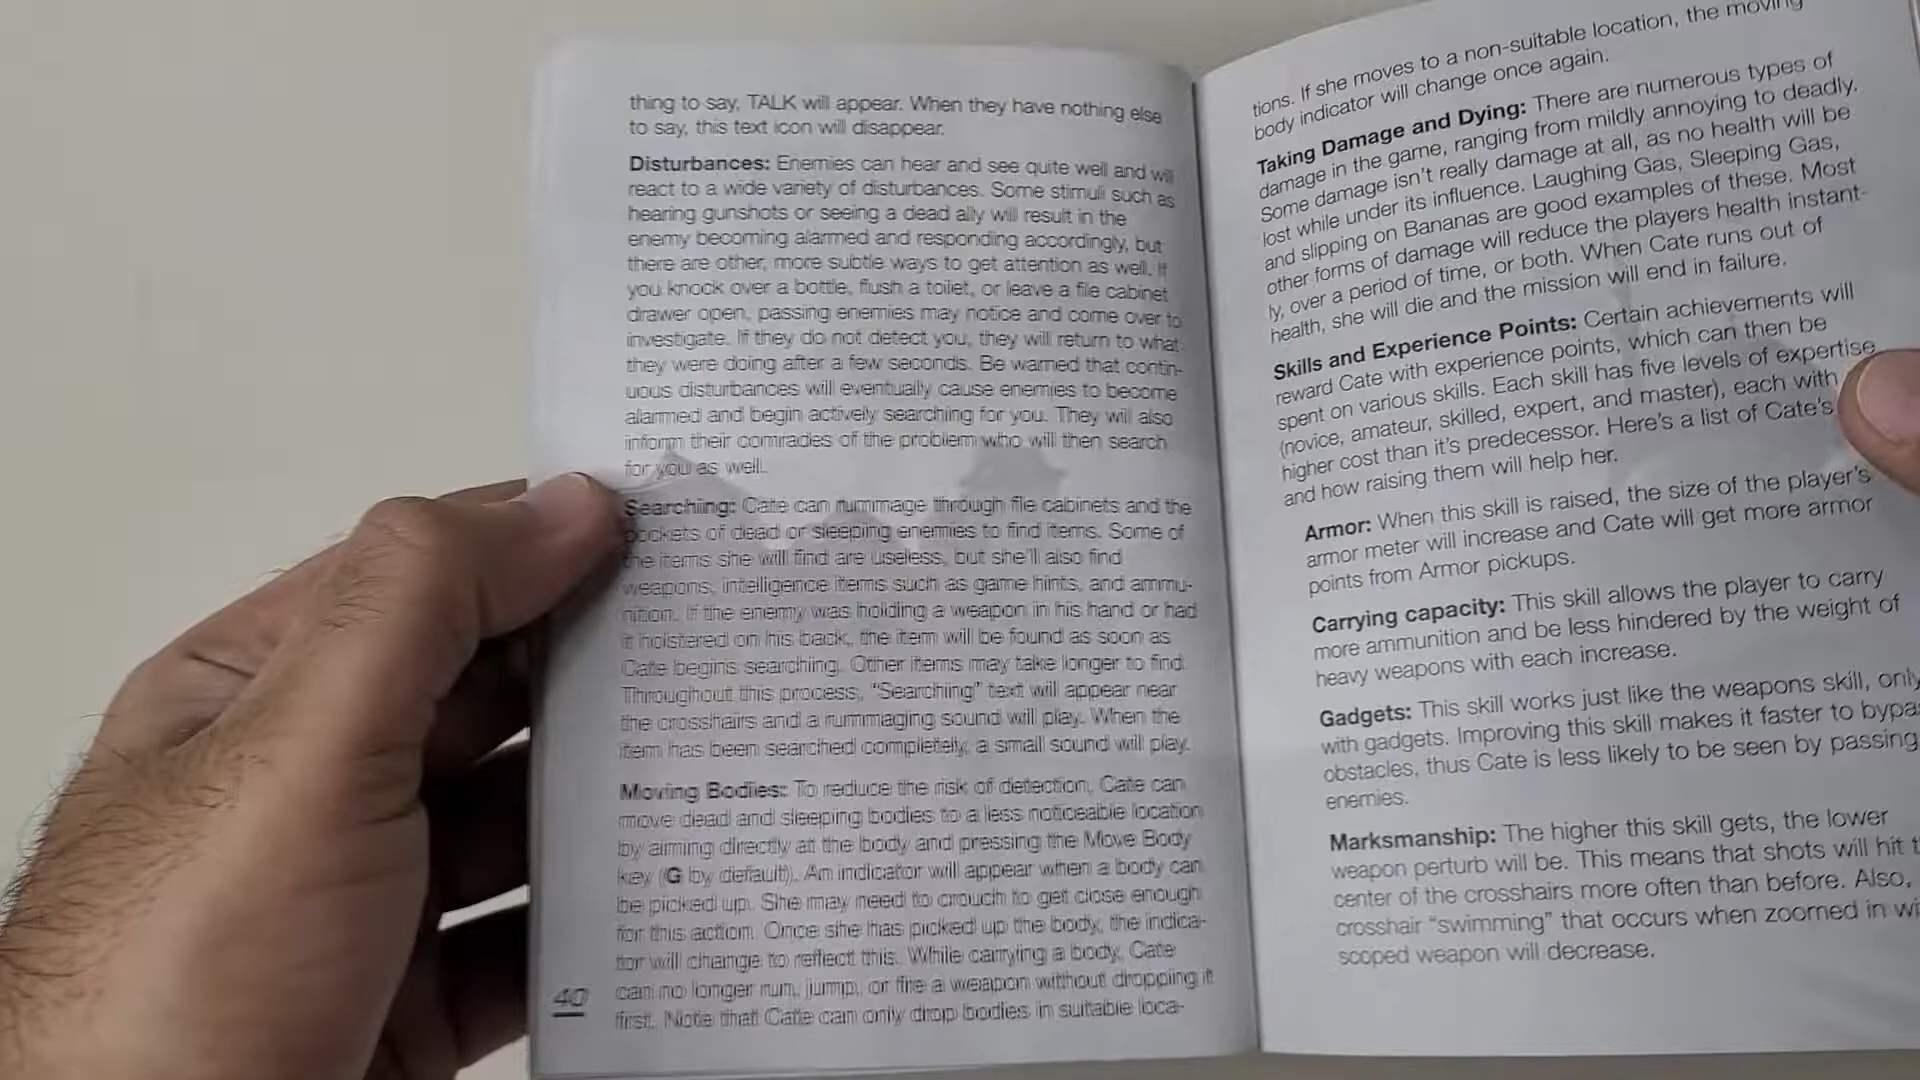 thing to say, TALK will appear. When they have nothing else
to say, this text icon will disappear.
Disturbances: Enemies can hear and see quite well and will
react to a wide variety of disturbances. Some stimuli such as
hearing gunshots or seeing a dead ally will result in the
enemy becoming alarmed and responding accordingly, but
there are other, more subtle ways to get attention as well. If
you knock over a bottle, flush a toilet, or leave a file cabinet
drawer open, passing enemies may notice and come over to
investigate. If they do not detect you, they will return to what
they were doing after a few seconds. Be warned that contin-
uous disturbances will eventually cause enemies to become
alarmed and begin actively searching for you. They will also
inform their comrades of the problem who will then search
for you as well.
Searching: Cate can rummage through file cabinets and the
pockets of dead or sleeping enemies to find items. Some of
the items she will find are useless, but she'll also find
weapons, intelligence items such as game hints, and ammu-
nition. If the enemy was holding a weapon in his hand or had
it holstered on his back, the item will be found as soon as
Cate begins searching. Other items may take longer to find.
Throughout this process, "Searching" text will appear near
the crosshairs and a rummaging sound will play. When the
item has been searched completely, a small sound will play.
Moving Bodies: To reduce the risk of detection, Cate can
move dead and sleeping bodies to a less noticeable location
by aiming directly at the body and pressing the Move Body
key (G by default). An indicator will appear when a body can
be picked up. She may need to crouch to get close enough
for this action. Once she has picked up the body, the indica-
tor will change to reflect this. While carrying a body, Cate
can no longer run, jump, or fire a weapon without dropping it
first. Note that Cate can only drop bodies in suitable loca-
40
tions. If she moves to a non-suitable location, the moving
body indicator will change once again.
Taking Damage and Dying: There are numerous types of
damage in the game, ranging from mildly annoying to deadly.
Some damage isn't really damage at all, as no health will be
lost while under its influence. Laughing Gas, Sleeping Gas,
and slipping on Bananas are good examples of these. Most
other forms of damage will reduce the players health instant-
ly, over a period of time, or both. When Cate runs out of
health, she will die and the mission will end in failure.
Skills and Experience Points: Certain achievements will
reward Cate with experience points, which can then be
spent on various skills. Each skill has five levels of expertise
(novice, amateur, skilled, expert, and master), each with
higher cost than it's predecessor. Here's a list of Cate's
and how raising them will help her.
Armor: When this skill is raised, the size of the player's
armor meter will increase and Cate will get more armor
points from Armor pickups.
Carrying capacity: This skill allows the player to carry
more ammunition and be less hindered by the weight of
heavy weapons with each increase.
Gadgets: This skill works just like the weapons skill, only
with gadgets. Improving this skill makes it faster to bypa
obstacles, thus Cate is less likely to be seen by passing
enemies.
Marksmanship: The higher this skill gets, the lower
weapon perturb will be. This means that shots will hit t
center of the crosshairs more often than before. Also,
crosshair "swimming" that occurs when zoomed in wi
scoped weapon will decrease.